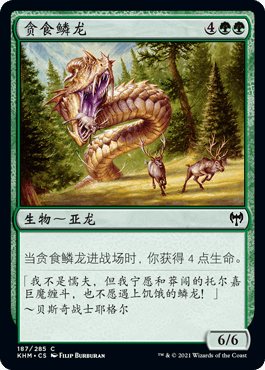 贪食鳞龙 4
生物～亚龙
当贪食鳞龙进战场时，你获得 4 点生命。
「我不是懦夫，但我宁愿和莽闯的托尔嘉
巨魔缠斗，也不愿遇上饥饿的鳞龙！」
～贝斯奇战士耶格尔
6/6
187/285 C
KHM • CS FILIP BURBURAN
™ & © 2021 Wizards of the Coast